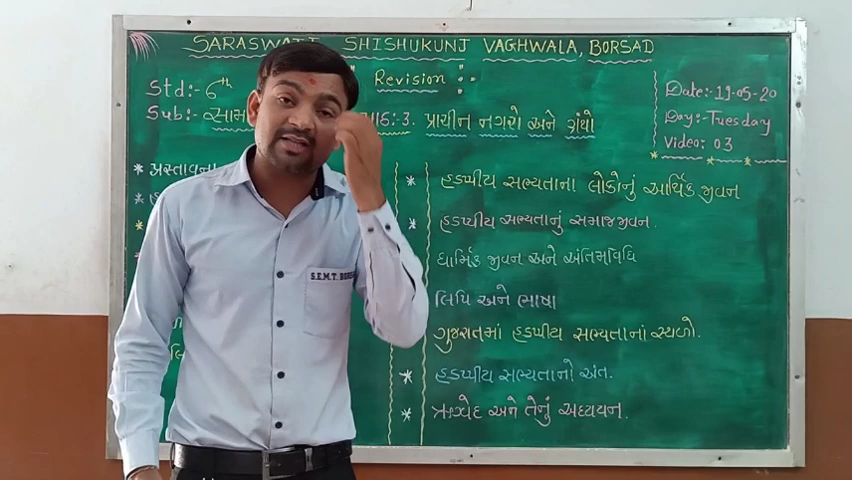 SARASWATI SHISHUKUNJ VAGHWALA, BORSAD
Std:- 6th
Revision :-
Date:- 19-05-20
Sub:- સામા
પાઠ:3. પ્રાચીન નગરો અને ગ્રંથો
Day:- Tuesday
Video: 03
* પ્રસ્તાવના
* હડપ્પીય સભ્યતાના લોકોનું આર્થિક જીવન
* હડપ્પીય સભ્યતાનું સમાજજીવન.
ધાર્મિક જીવન અને અંતિમવિધિ
લિપિ અને ભાષા
ગુજરાતમાં હડપ્પીય સભ્યતાનાં સ્થળો.
* હડપ્પીય સભ્યતાનો અંત.
* ઋગ્વેદ અને તેનું અધ્યયન.
S.E.M.T.